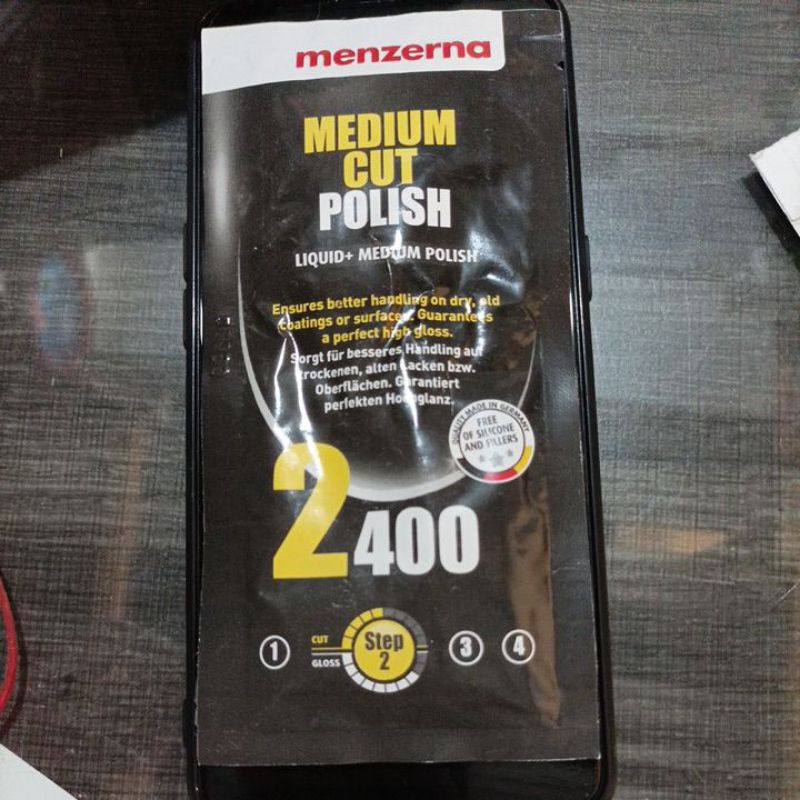 menzerna
MEDIUM
CUT
POLISH
LIQUID+ MEDIUM POLISH
Ensures better handling on dry, old
coatings or surfaces. Guarantees
a perfect high gloss.
Sorgt für besseres Handling auf
trockenen, alten Lacken bzw.
Oberflächen. Garantiert
perfekten Hochglanz.
QUALITY MADE IN GERMANY
FREE
OF SILICONE
AND FILLERS
2400
1
CUT
GLOSS
Step
2
3
4